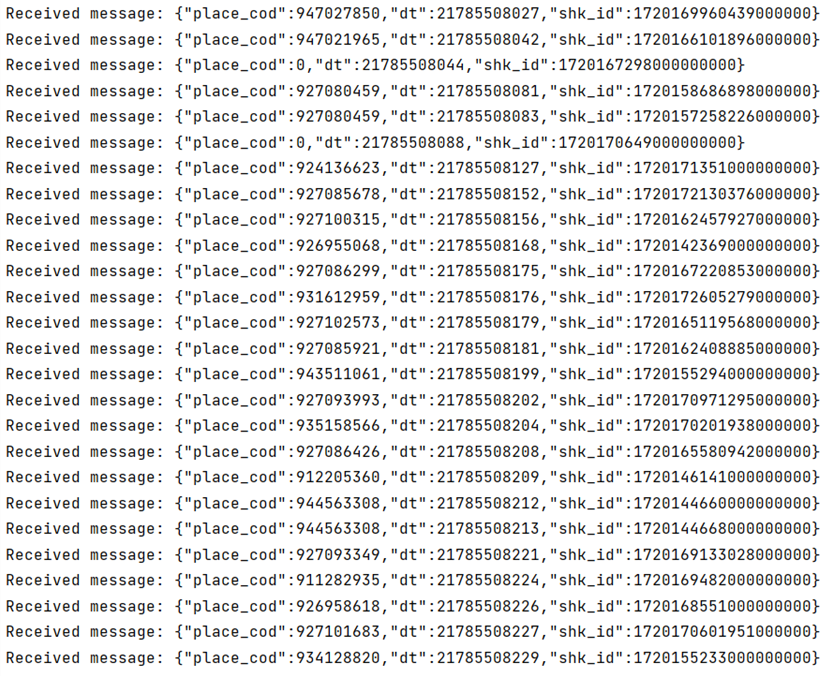 Received message: {"place_cod":947027850,"dt":21785508027,"shk_id":1720169960439000000}
Received message: {"place_cod":947021965,"dt":21785508042,"shk_id":1720166101896000000}
Received message: {"place_cod":0,"dt":21785508044,"shk_id":1720167298000000000}
Received message: {"place_cod":927080459,"dt":21785508081,"shk_id":1720158686898000000}
Received message: {"place_cod":927080459,"dt":21785508083,"shk_id":1720157258226000000}
Received message: {"place_cod":0,"dt":21785508088,"shk_id":1720170649000000000}
Received message: {"place_cod":924136623,"dt":21785508127,"shk_id":1720171351000000000}
Received message: {"place_cod":927085678,"dt":21785508152,"shk_id":1720172130376000000}
Received message: {"place_cod":927100315,"dt":21785508156,"shk_id":1720162457927000000}
Received message: {"place_cod":926955068,"dt":21785508168,"shk_id":1720142369000000000}
Received message: {"place_cod":927086299,"dt":21785508175,"shk_id":1720167220853000000}
Received message: {"place_cod":931612959,"dt":21785508176,"shk_id":1720172605279000000}
Received message: {"place_cod":927102573,"dt":21785508179,"shk_id":1720165119568000000}
Received message: {"place_cod":927085921,"dt":21785508181,"shk_id":1720162408885000000}
Received message: {"place_cod":943511061,"dt":21785508199,"shk_id":1720155294000000000}
Received message: {"place_cod":927093993,"dt":21785508202,"shk_id":1720170971295000000}
Received message: {"place_cod":935158566,"dt":21785508204,"shk_id":1720170201938000000}
Received message: {"place_cod":927086426,"dt":21785508208,"shk_id":1720165580942000000}
Received message: {"place_cod":912205360,"dt":21785508209,"shk_id":1720146141000000000}
Received message: {"place_cod":944563308,"dt":21785508212,"shk_id":1720144660000000000}
Received message: {"place_cod":944563308,"dt":21785508213,"shk_id":1720144668000000000}
Received message: {"place_cod":927093349,"dt":21785508221,"shk_id":1720169133028000000}
Received message: {"place_cod":911282935,"dt":21785508224,"shk_id":1720169482000000000}
Received message: {"place_cod":926958618,"dt":21785508226,"shk_id":1720168551000000000}
Received message: {"place_cod":927101683,"dt":21785508227,"shk_id":1720170601951000000}
Received message: {"place_cod":934128820,"dt":21785508229,"shk_id":1720155233000000000}